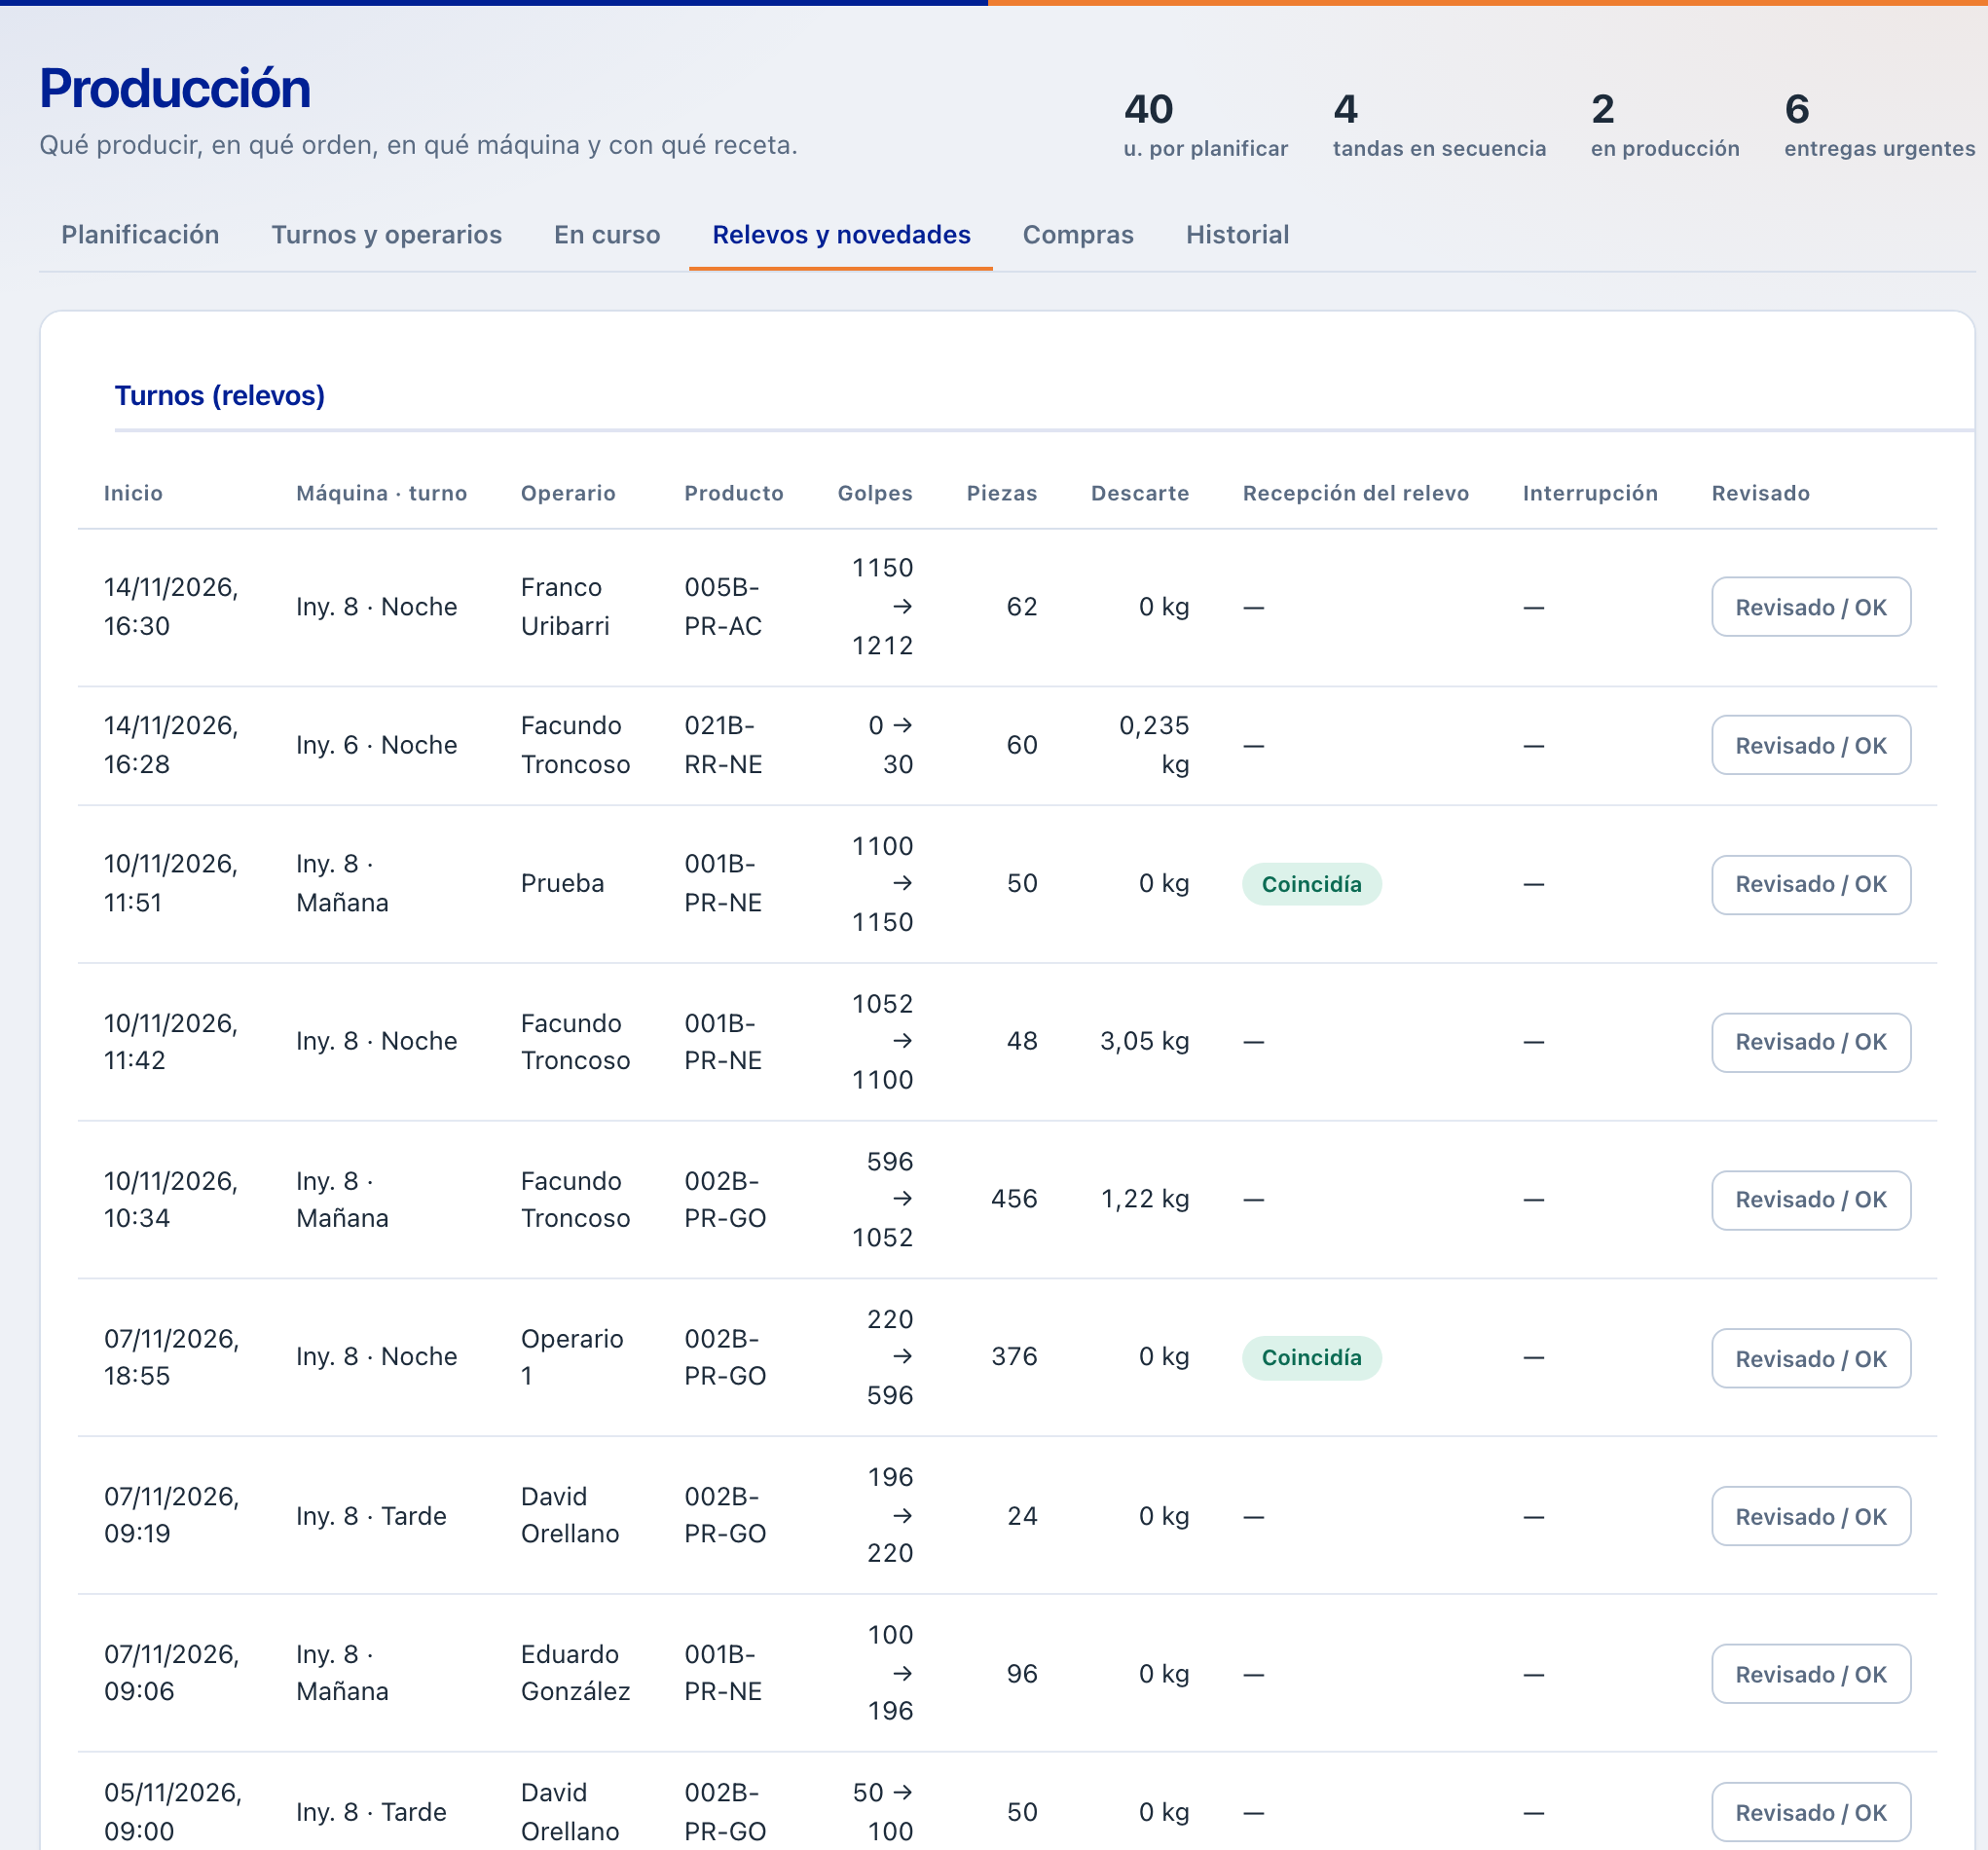 Producción
Qué producir, en qué orden, en qué máquina y con qué receta.
40
u. por planificar
4
tandas en secuencia
2
en producción
6
entregas urgentes
Planificación
Turnos y operarios
En curso
Relevos y novedades
Compras
Historial
Turnos (relevos)
Inicio Máquina · turno Operario Producto Golpes Piezas Descarte Recepción del relevo Interrupción Revisado
14/11/2026,
16:30
Iny. 8 · Noche
Franco
Uribarri
005B-
PR-AC
1150
→
1212
62
0 kg
—
—
Revisado / OK
14/11/2026,
16:28
Iny. 6 · Noche
Facundo
Troncoso
021B-
RR-NE
0 →
30
60
0,235
kg
—
—
Revisado / OK
10/11/2026,
11:51
Iny. 8 ·
Mañana
Prueba
001B-
PR-NE
1100
→
1150
50
0 kg
Coincidía
—
Revisado / OK
10/11/2026,
11:42
Iny. 8 · Noche
Facundo
Troncoso
001B-
PR-NE
1052
→
1100
48
3,05 kg
—
—
Revisado / OK
10/11/2026,
10:34
Iny. 8 ·
Mañana
Facundo
Troncoso
002B-
PR-GO
596
→
1052
456
1,22 kg
—
—
Revisado / OK
07/11/2026,
18:55
Iny. 8 · Noche
Operario
1
002B-
PR-GO
220
→
596
376
0 kg
Coincidía
—
Revisado / OK
07/11/2026,
09:19
Iny. 8 · Tarde
David
Orellano
002B-
PR-GO
196
→
220
24
0 kg
—
—
Revisado / OK
07/11/2026,
09:06
Iny. 8 ·
Mañana
Eduardo
González
001B-
PR-NE
100
→
196
96
0 kg
—
—
Revisado / OK
05/11/2026,
09:00
Iny. 8 · Tarde
David
Orellano
002B-
PR-GO
50 →
100
50
0 kg
—
—
Revisado / OK